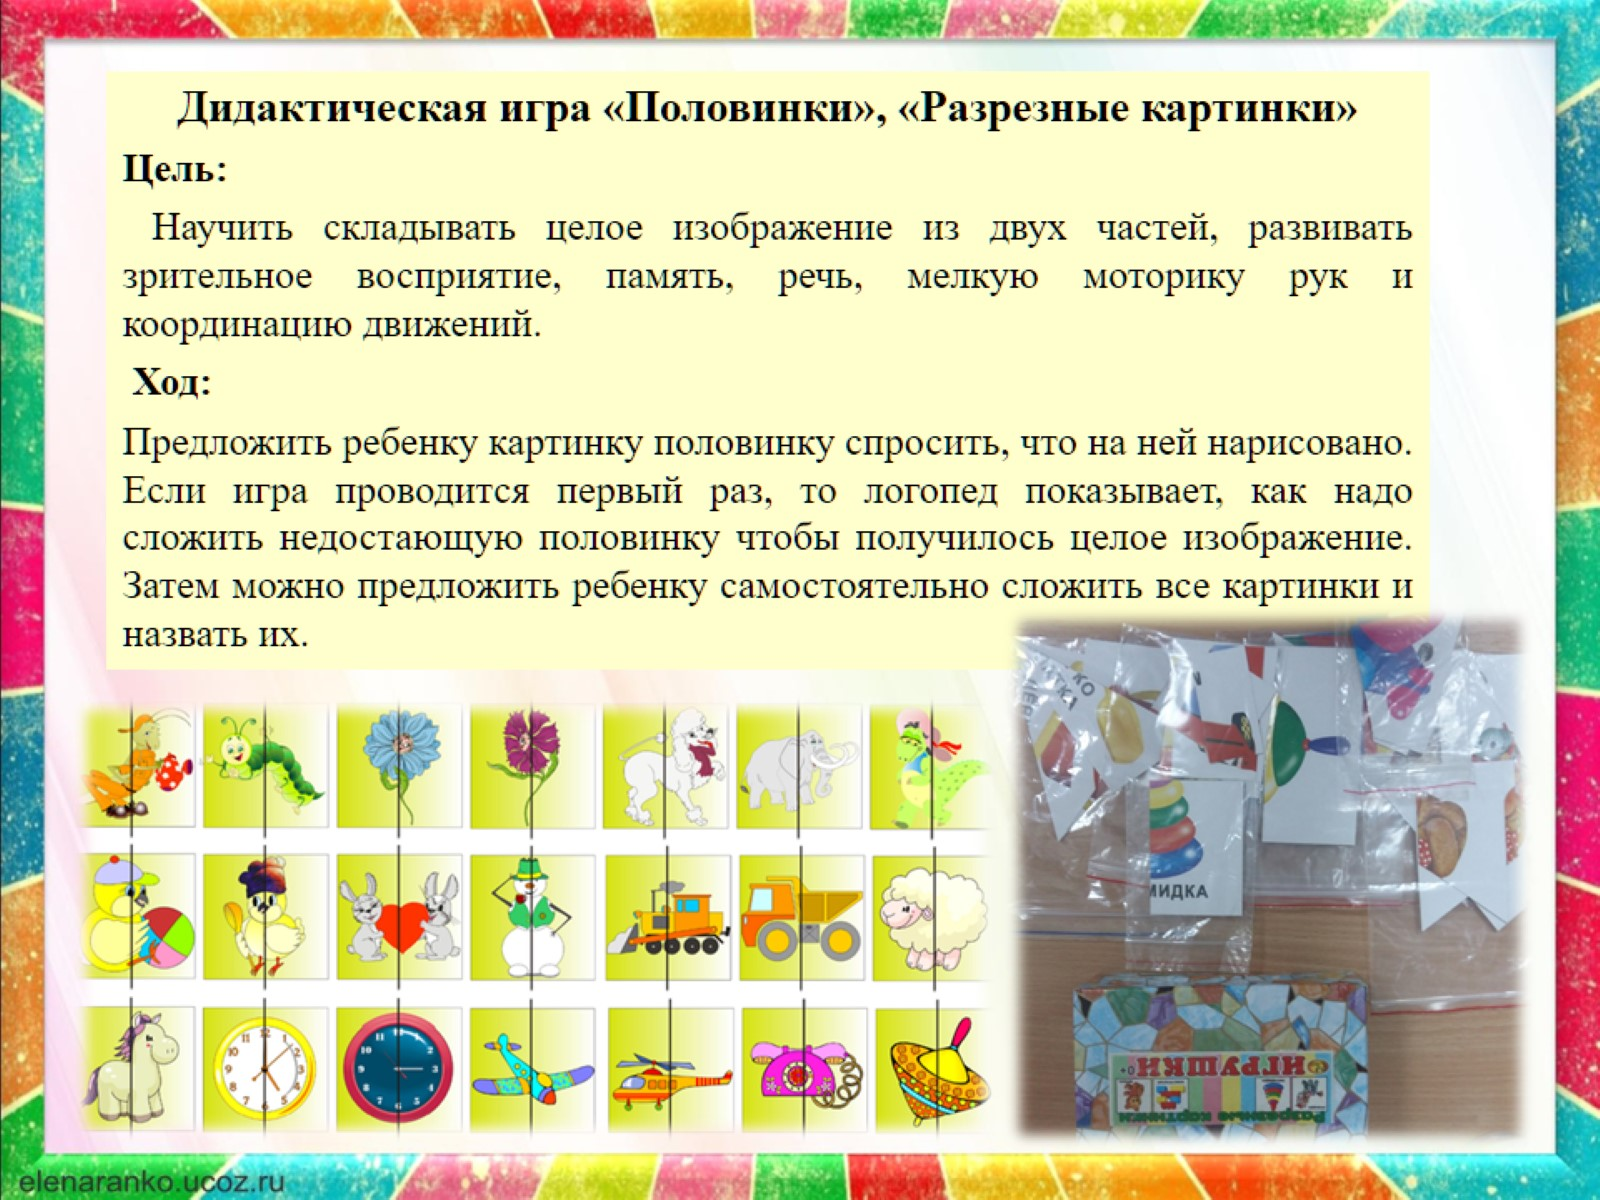 Дидактическая игра «Половинки», «Разрезные картинки»
Цель:
Научить складывать целое изображение из двух частей, развивать
зрительное восприятие, память, речь, мелкую моторику рук и
координацию движений.
Ход:
Предложить ребенку картинку половинку спросить, что на ней нарисовано.
Если игра проводится первый раз, то логопед показывает, как надо
сложить недостающую половинку чтобы получилось целое изображение.
Затем можно предложить ребенку самостоятельно сложить все картинки и
назвать их.
МИДКА
ИГРУШКИ
Разрезные картинки
elenaranko.ucoz.ru